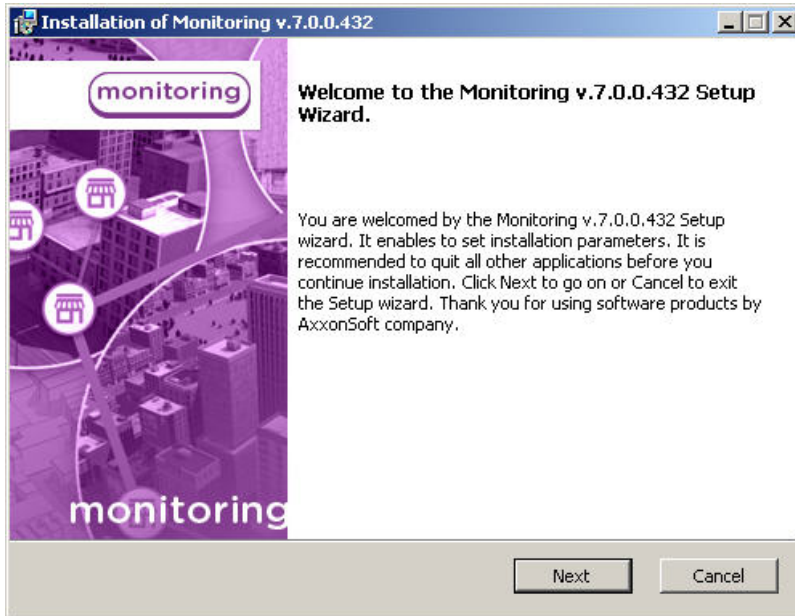 Installation of Monitoring v.7.0.0.432
monitoring
Welcome to the Monitoring v.7.0.0.432 Setup
Wizard.
You are welcomed by the Monitoring v.7.0.0.432 Setup
wizard. It enables to set installation parameters. It is
recommended to quit all other applications before you
continue installation. Click Next to go on or Cancel to exit
the Setup wizard. Thank you for using software products by
AxxonSoft company.
monitoring
Next
Cancel